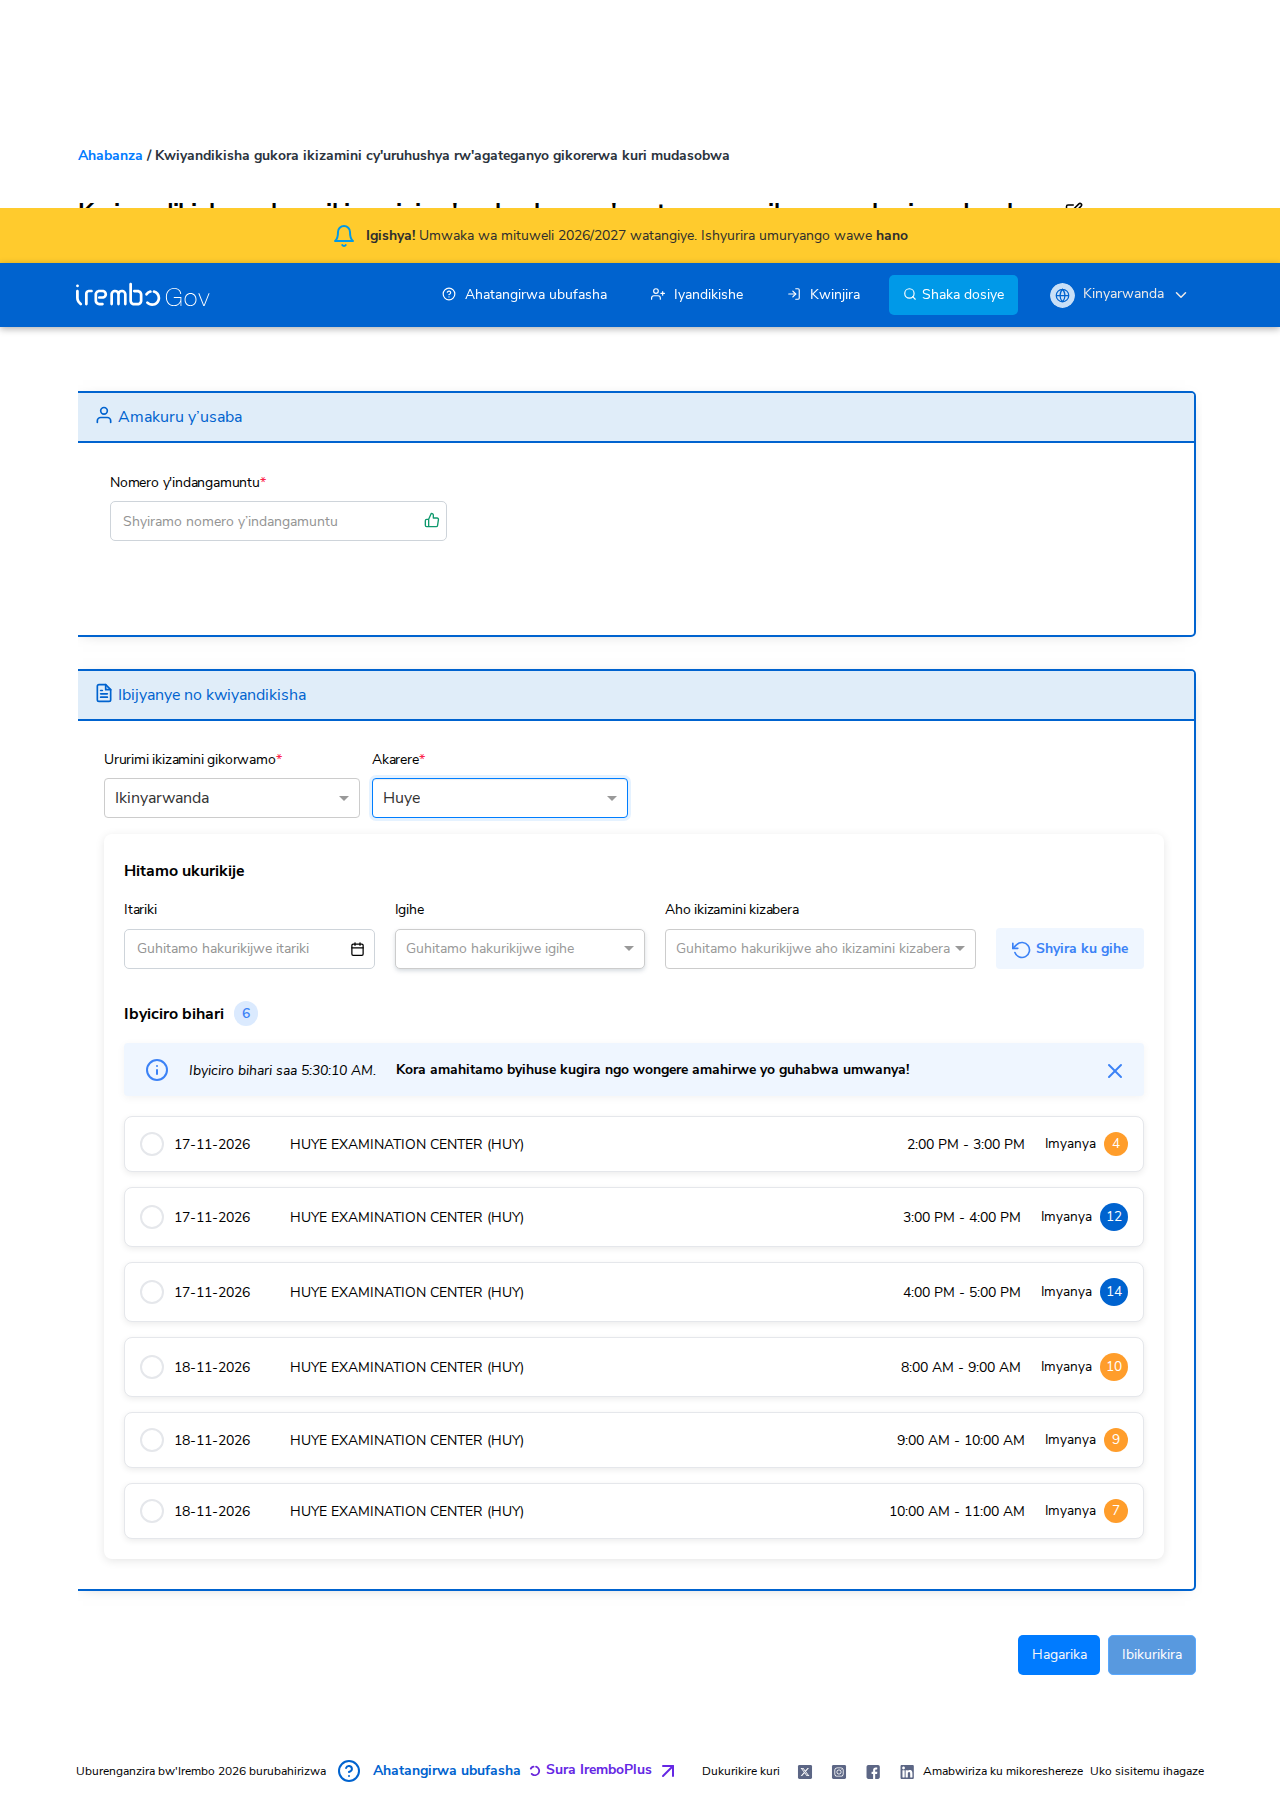 Ahabanza / Kwiyandikisha gukora ikizamini cy'uruhushya rw'agateganyo gikorerwa kuri mudasobwa
Igishya! Umwaka wa mituweli 2026/2027 watangiye. Ishyurira umuryango wawe hano
irembo Gov
Ahatangirwa ubufasha
Iyandikishe
Kwinjira
Shaka dosiye
Kinyarwanda
Amakuru y’usaba
Nomero y'indangamuntu*
Shyiramo nomero y’indangamuntu
Ibijyanye no kwiyandikisha
Ururimi ikizamini gikorwamo* Akarere*
Ikinyarwanda Huye
Hitamo ukurikije
Itariki Igihe Aho ikizamini kizabera
Guhitamo hakurikijwe itariki Guhitamo hakurikijwe igihe Guhitamo hakurikijwe aho ikizamini kizabera Shyira ku gihe
Ibyiciro bihari 6
Ibyiciro bihari saa 5:30:10 AM. Kora amahitamo byihuse kugira ngo wongere amahirwe yo guhabwa umwanya!
17-11-2026 HUYE EXAMINATION CENTER (HUY) 2:00 PM - 3:00 PM Imyanya 4
17-11-2026 HUYE EXAMINATION CENTER (HUY) 3:00 PM - 4:00 PM Imyanya 12
17-11-2026 HUYE EXAMINATION CENTER (HUY) 4:00 PM - 5:00 PM Imyanya 14
18-11-2026 HUYE EXAMINATION CENTER (HUY) 8:00 AM - 9:00 AM Imyanya 10
18-11-2026 HUYE EXAMINATION CENTER (HUY) 9:00 AM - 10:00 AM Imyanya 9
18-11-2026 HUYE EXAMINATION CENTER (HUY) 10:00 AM - 11:00 AM Imyanya 7
Hagarika Ibikurikira
Uburenganzira bw'Irembo 2026 burubahirizwa Ahatangirwa ubufasha Sura IremboPlus Dukurikire kuri Amabwiriza ku mikoreshereze Uko sisitemu ihagaze